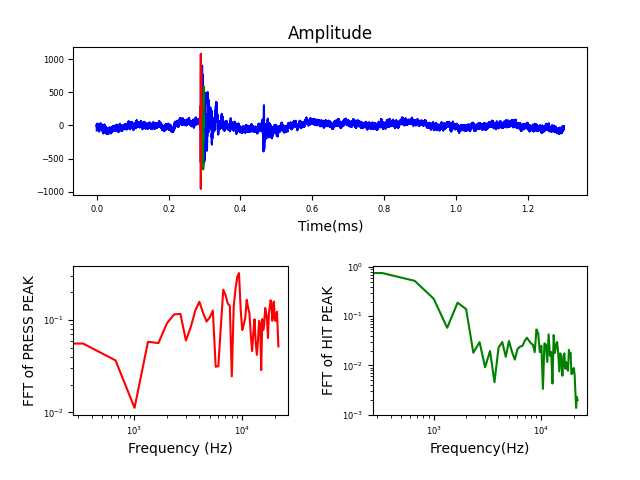 Amplitude
1000
500
0
−500
−1000
0.0 0.2 0.4 0.6 0.8 1.0 1.2
Time(ms)
FFT of PRESS PEAK
10⁻¹
10⁻²
10³ 10⁴
Frequency (Hz)
FFT of HIT PEAK
10⁰
10⁻¹
10⁻²
10⁻³
10³ 10⁴
Frequency(Hz)